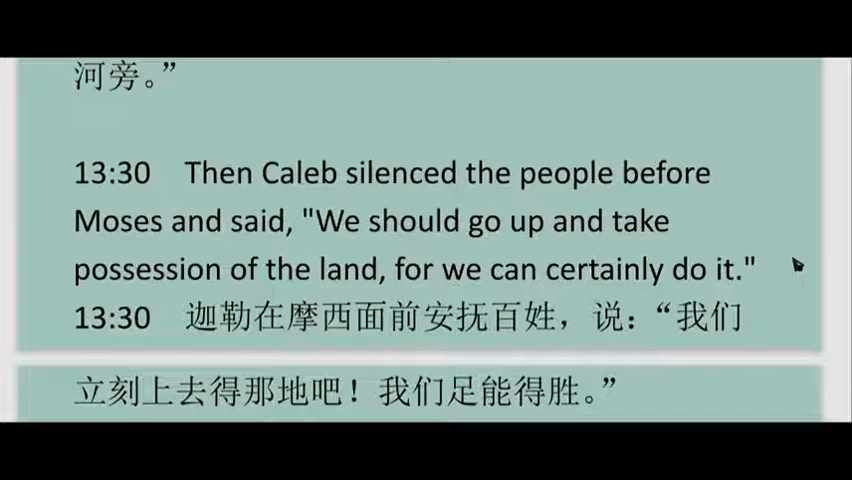 河旁。”
13:30 Then Caleb silenced the people before
Moses and said, "We should go up and take
possession of the land, for we can certainly do it."
13:30 迦勒在摩西面前安抚百姓，说：“我们
立刻上去得那地吧！我们足能得胜。”